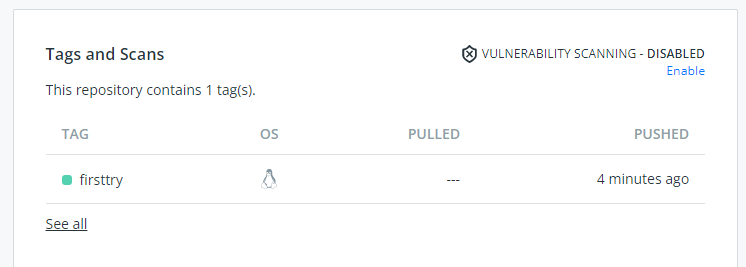 Tags and Scans
VULNERABILITY SCANNING - DISABLED
Enable
This repository contains 1 tag(s).
TAG OS PULLED PUSHED
firsttry --- 4 minutes ago
See all